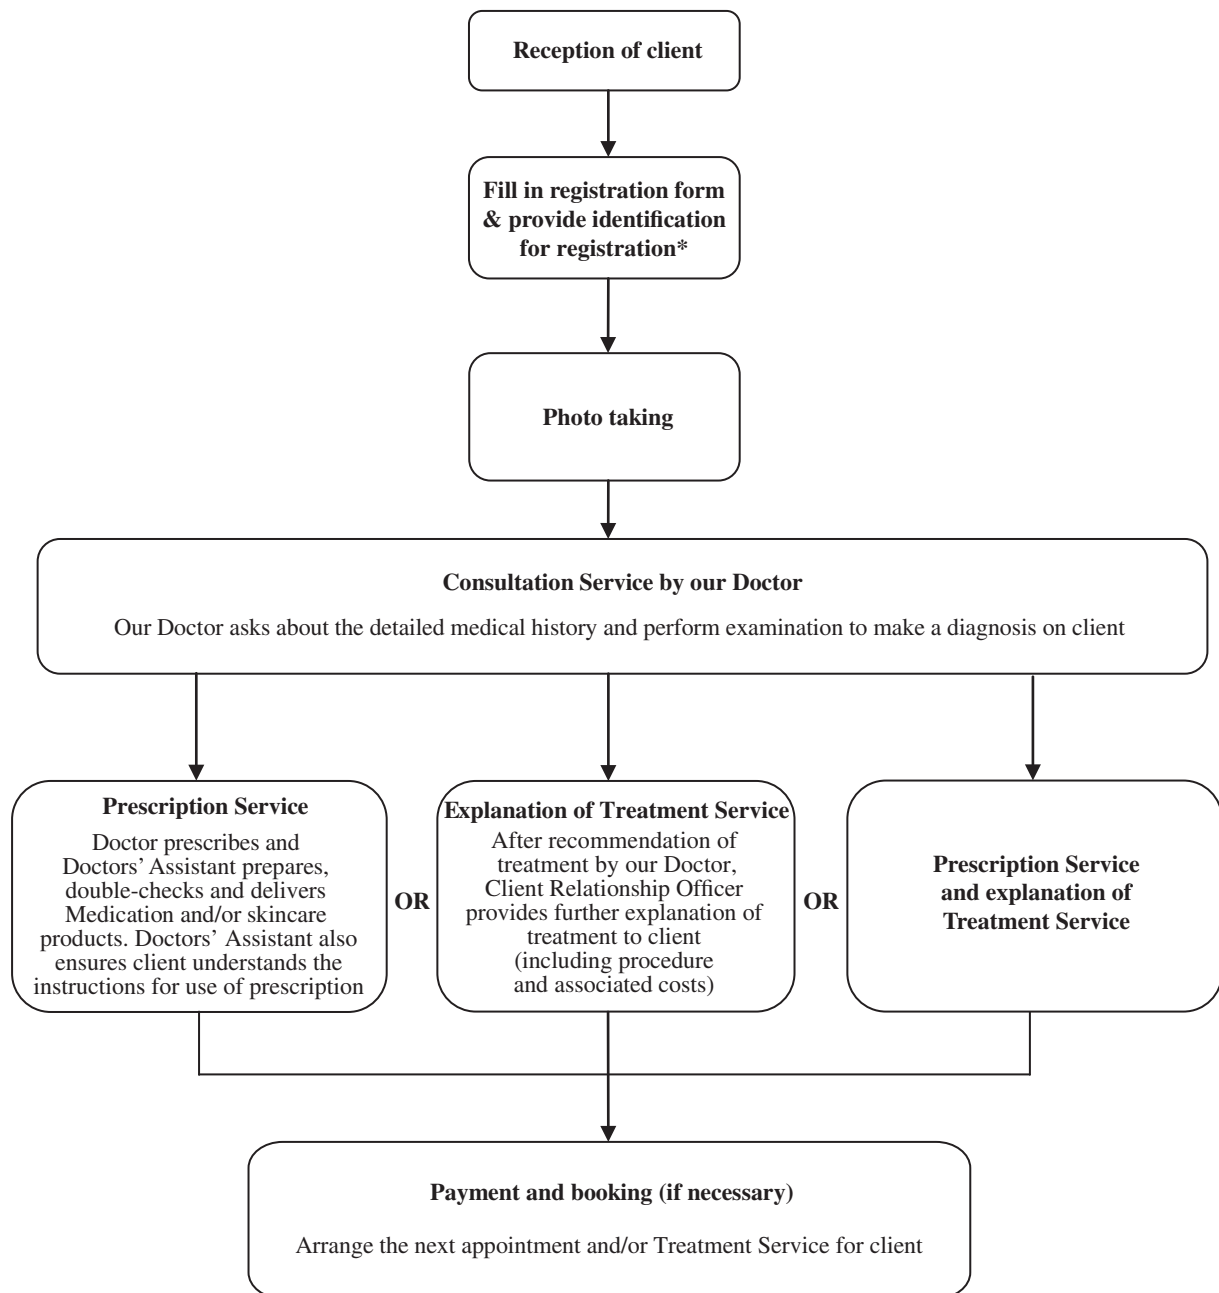 Reception of client
Fill in registration form
& provide identification
for registration*
Photo taking
Consultation Service by our Doctor
Our Doctor asks about the detailed medical history and perform examination to make a diagnosis on client
Prescription Service
Doctor prescribes and
Doctors’ Assistant prepares,
double-checks and delivers
Medication and/or skincare
products. Doctors’ Assistant also
ensures client understands the
instructions for use of prescription
OR
Explanation of Treatment Service
After recommendation of
treatment by our Doctor,
Client Relationship Officer
provides further explanation of
treatment to client
(including procedure
and associated costs)
OR
Prescription Service
and explanation of
Treatment Service
Payment and booking (if necessary)
Arrange the next appointment and/or Treatment Service for client